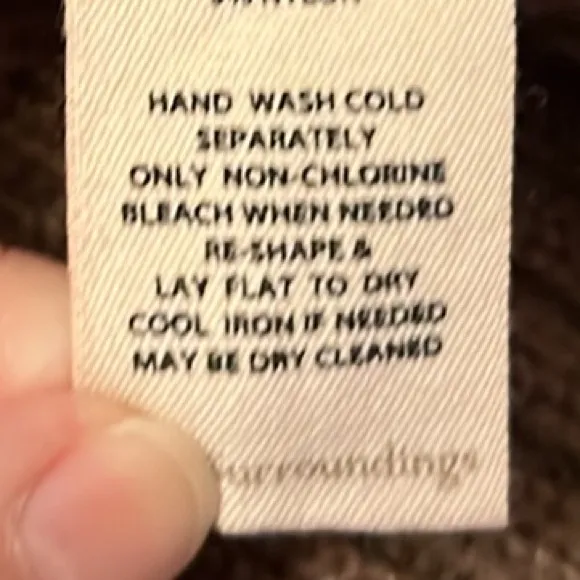 HAND WASH COLD
SEPARATELY
ONLY NON-CHLORINE
BLEACH WHEN NEEDED
RE-SHAPE &
LAY FLAT TO DRY
COOL IRON IF NEEDED
MAY BE DRY CLEANED
Surroundings